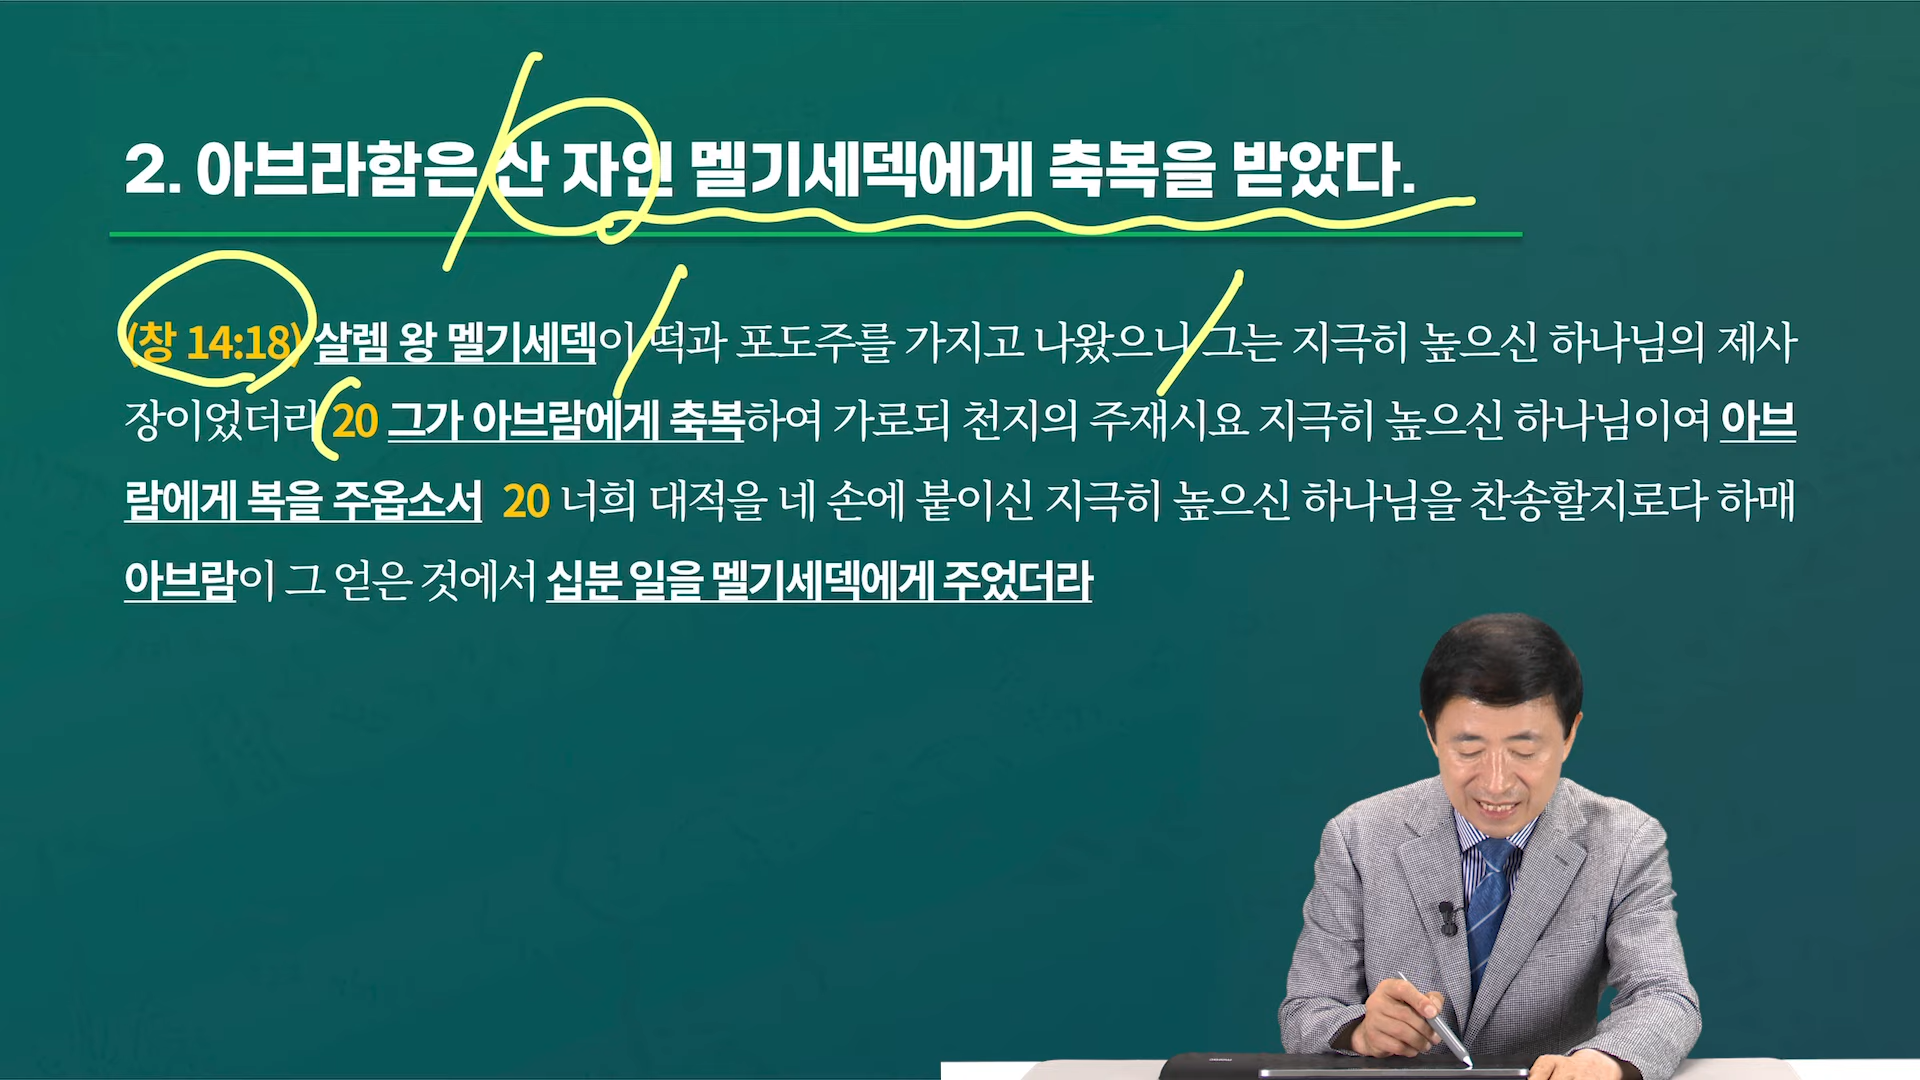 2. 아브라함은 산 자인 멜기세덱에게 축복을 받았다.
(창 14:18) 살렘 왕 멜기세덱이 떡과 포도주를 가지고 나왔으니 그는 지극히 높으신 하나님의 제사
장이었더라 20 그가 아브람에게 축복하여 가로되 천지의 주재시요 지극히 높으신 하나님이여 아브
람에게 복을 주옵소서 20 너희 대적을 네 손에 붙이신 지극히 높으신 하나님을 찬송할지로다 하매
아브람이 그 얻은 것에서 십분 일을 멜기세덱에게 주었더라